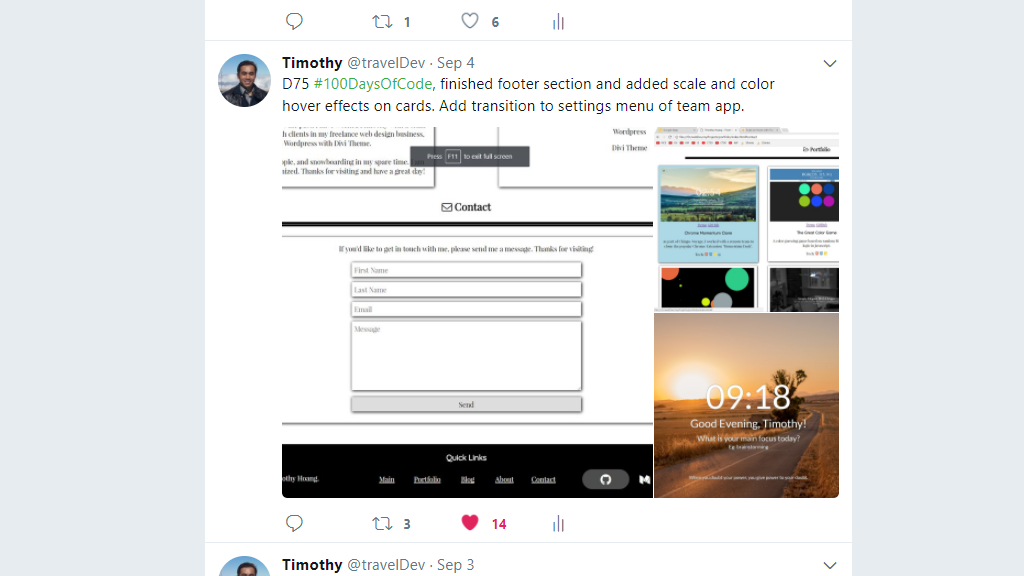 1
6
Timothy @travelDev · Sep 4
D75 #100DaysOfCode, finished footer section and added scale and color
hover effects on cards. Add transition to settings menu of team app.
h clients in my freelance web design business,
Wordpress with Divi Theme.
ople, and snowboarding in my spare time.
ized. Thanks for visiting and have a great day!
Press F11 to exit full screen
Wordpress
Divi Theme
Contact
If you'd like to get in touch with me, please send me a message. Thanks for visiting!
First Name
Last Name
Email
Message
Send
Quick Links
othy Hoang.
Main
Portfolio
Blog
About
Contact
Portfolio
Chrome Momentum Clone
The Great Color Game
09:18
Good Evening, Timothy!
What is your main focus today?
Eg: brainstorming
3
14
Timothy @travelDev · Sep 3